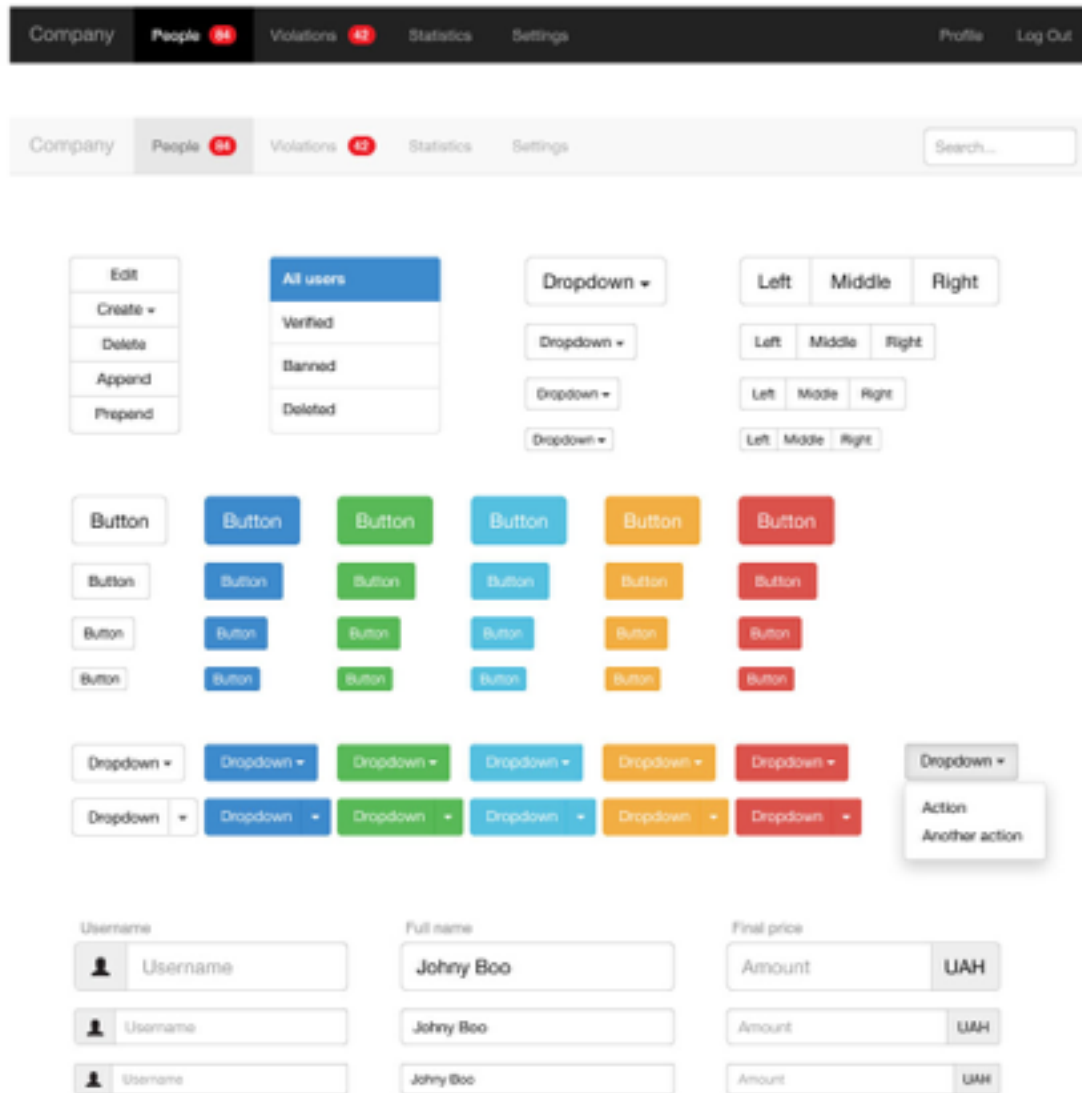 Company People 84 Violations 42 Statistics Settings Profile Log Out
Company People 84 Violations 42 Statistics Settings Search...
Edit
Create
Delete
Append
Prepend
All users
Verified
Banned
Deleted
Dropdown
Dropdown
Dropdown
Dropdown
Left Middle Right
Left Middle Right
Left Middle Right
Left Middle Right
Button Button Button Button Button Button
Button Button Button Button Button Button
Button Button Button Button Button Button
Button Button Button Button Button Button
Dropdown Dropdown Dropdown Dropdown Dropdown Dropdown Dropdown
Dropdown Dropdown Dropdown Dropdown Dropdown Dropdown
Action
Another action
Username Full name Final price
Username Johny Boo Amount UAH
Username Johny Boo Amount UAH
Username Johny Boo Amount UAH